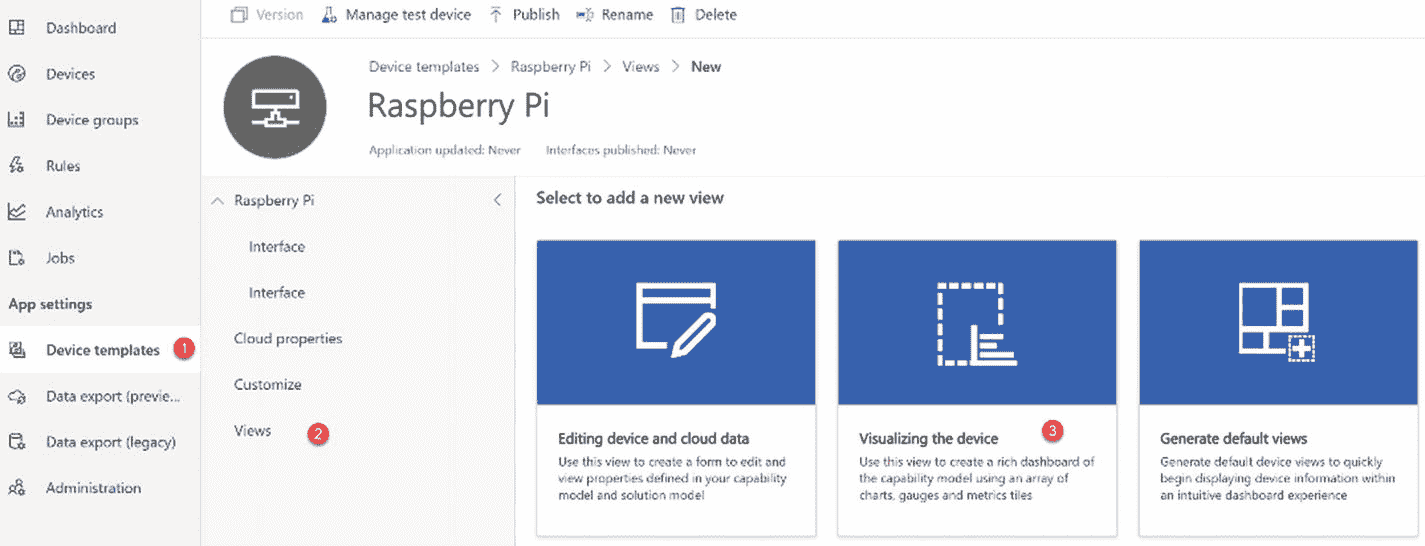 Version Manage test device Publish Rename Delete
Dashboard
Devices
Device groups
Rules
Analytics
Jobs
App settings
Device templates 1
Data export (previe...
Data export (legacy)
Administration
Device templates > Raspberry Pi > Views > New
Raspberry Pi
Application updated: Never Interfaces published: Never
Raspberry Pi
Interface
Interface
Cloud properties
Customize
Views 2
Select to add a new view
Editing device and cloud data
Use this view to create a form to edit and
view properties defined in your capability
model and solution model
Visualizing the device 3
Use this view to create a rich dashboard of
the capability model using an array of
charts, gauges and metrics tiles
Generate default views
Generate default device views to quickly
begin displaying device information within
an intuitive dashboard experience